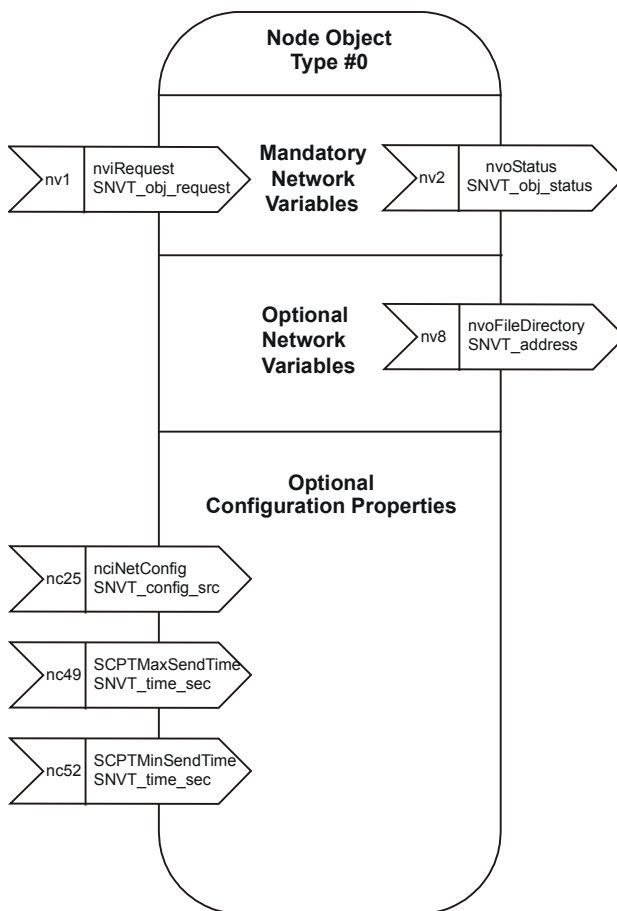 Node Object
Type #0
nv1
nviRequest
SNVT_obj_request
Mandatory
Network
Variables
nv2
nvoStatus
SNVT_obj_status
Optional
Network
Variables
nv8
nvoFileDirectory
SNVT_address
Optional
Configuration Properties
nc25
nciNetConfig
SNVT_config_src
nc49
SCPTMaxSendTime
SNVT_time_sec
nc52
SCPTMinSendTime
SNVT_time_sec